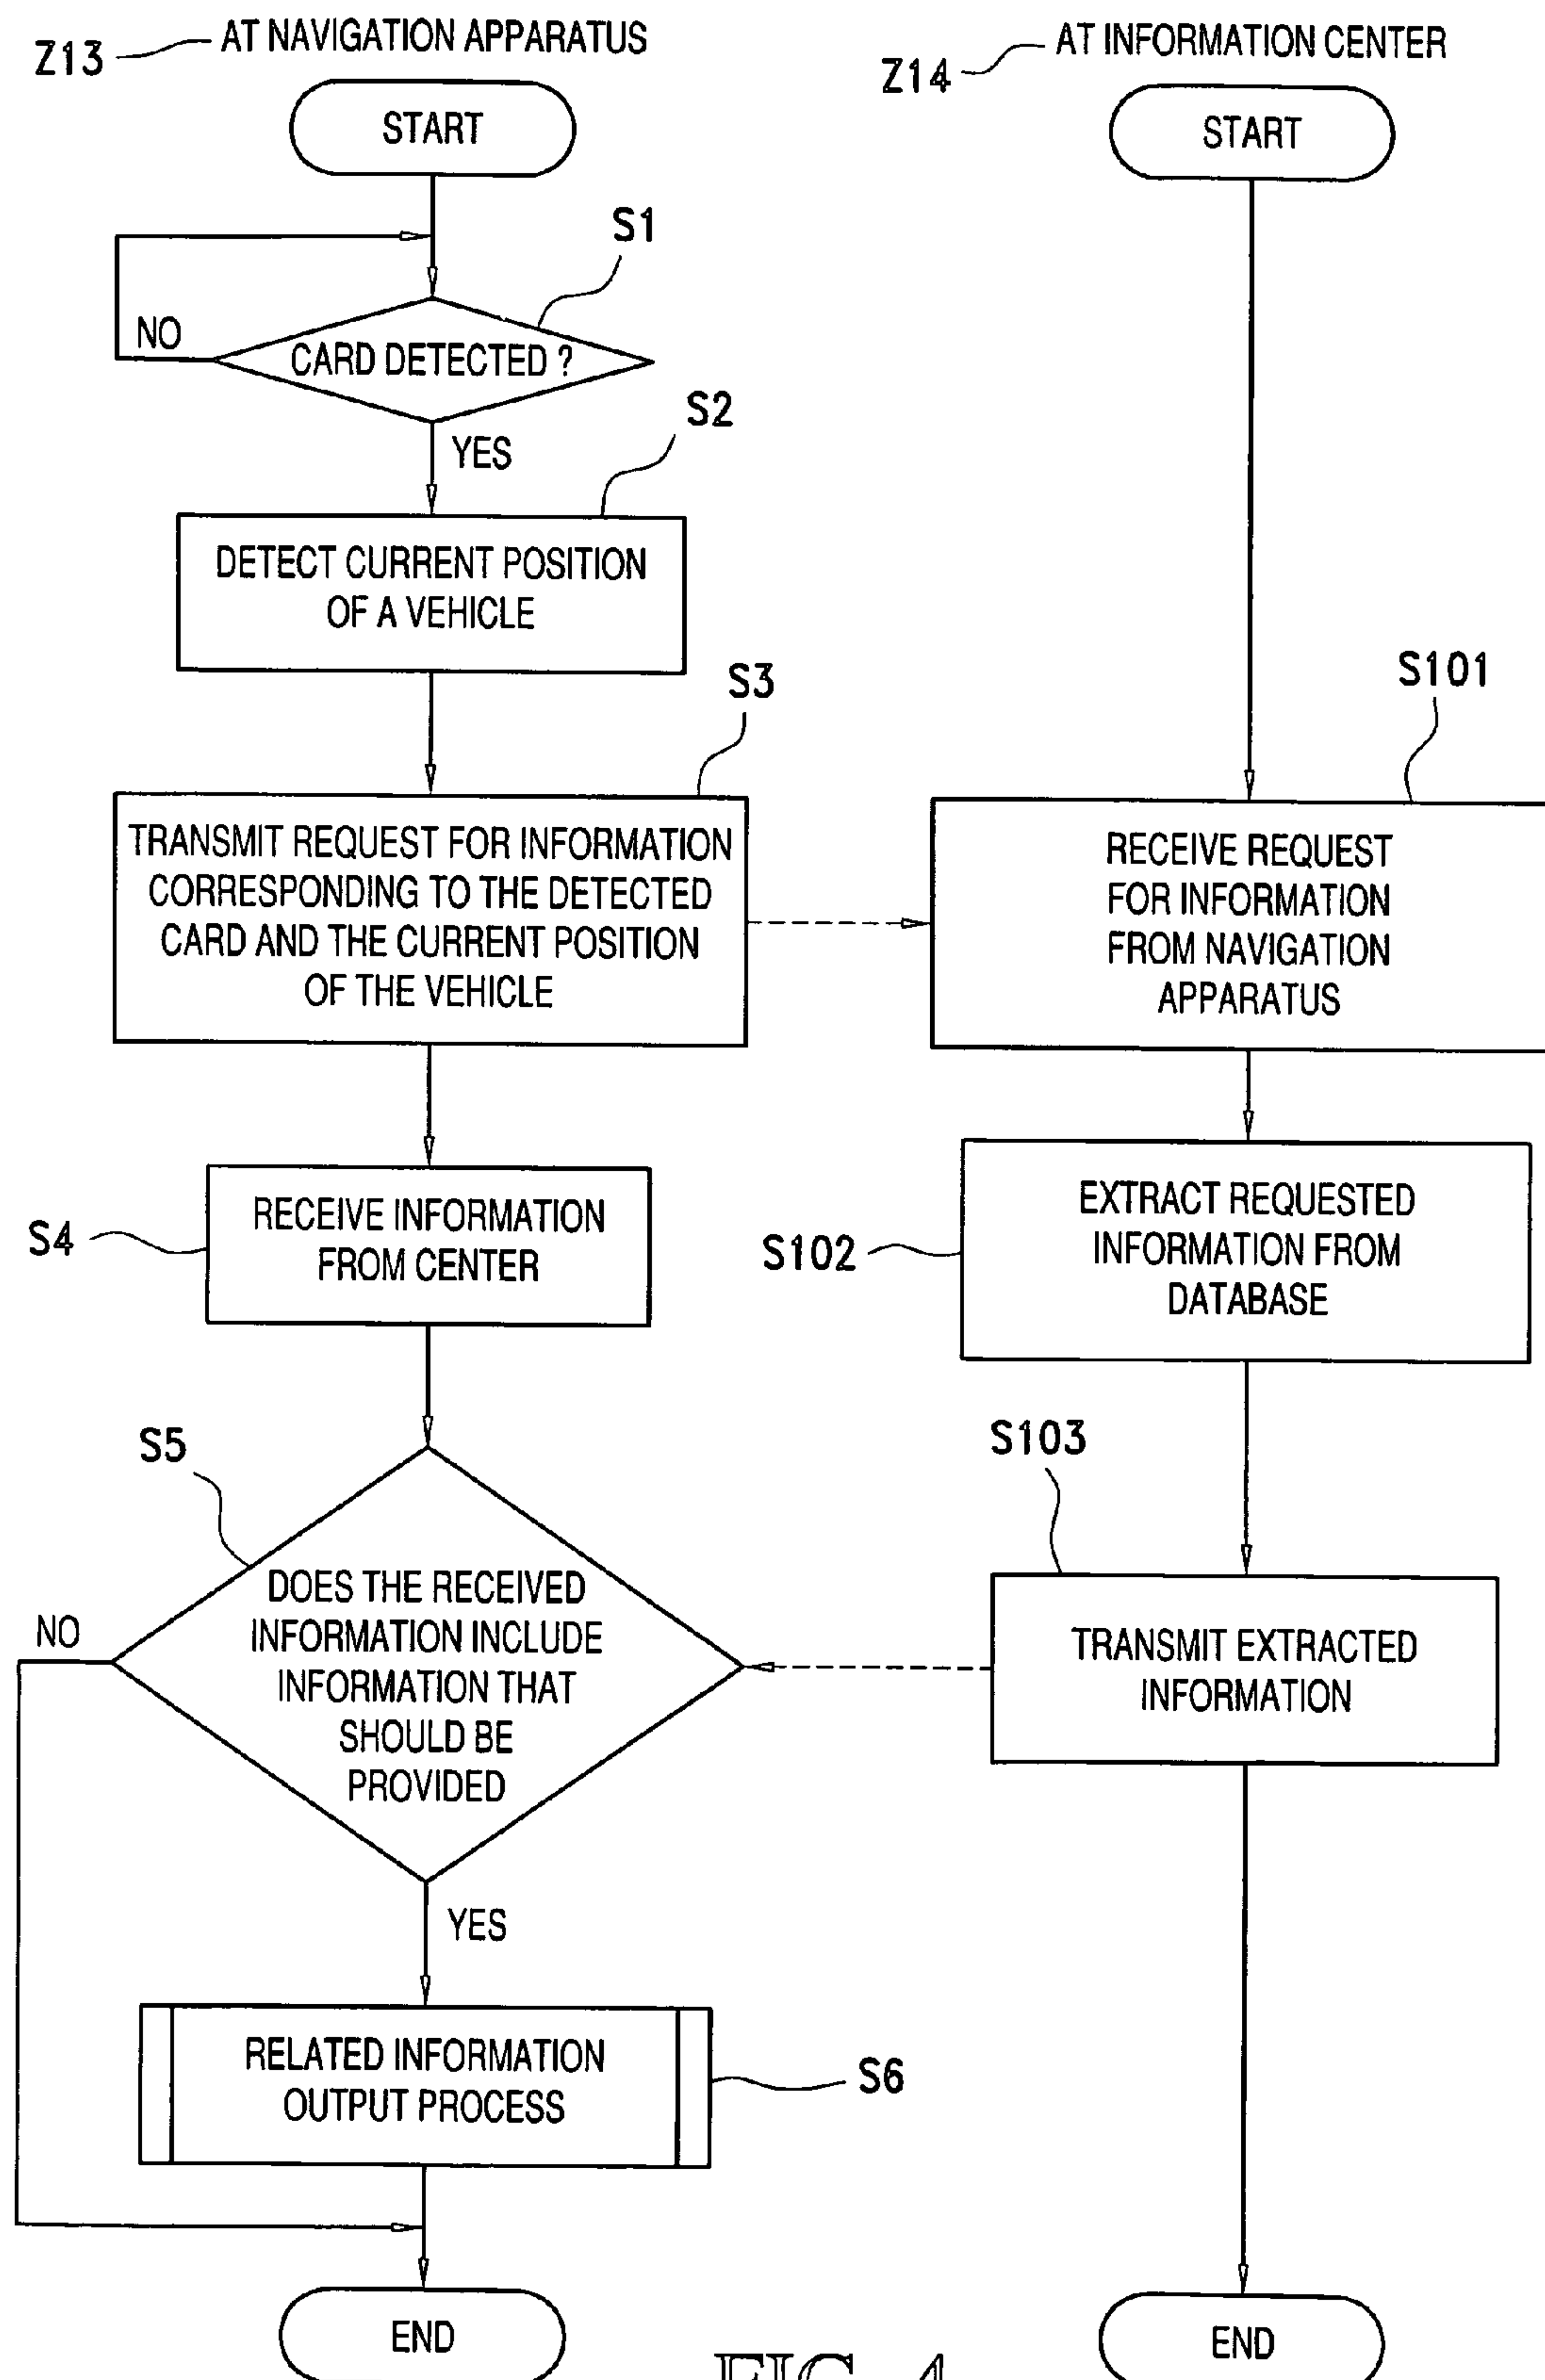 Z13
AT NAVIGATION APPARATUS
START
S1
NO
CARD DETECTED ?
YES
S2
DETECT CURRENT POSITION
OF A VEHICLE
S3
TRANSMIT REQUEST FOR INFORMATION
CORRESPONDING TO THE DETECTED
CARD AND THE CURRENT POSITION
OF THE VEHICLE
S4
RECEIVE INFORMATION
FROM CENTER
S5
NO
DOES THE RECEIVED
INFORMATION INCLUDE
INFORMATION THAT
SHOULD BE
PROVIDED
YES
RELATED INFORMATION
OUTPUT PROCESS
S6
END
Z14
AT INFORMATION CENTER
START
S101
RECEIVE REQUEST
FOR INFORMATION
FROM NAVIGATION
APPARATUS
S102
EXTRACT REQUESTED
INFORMATION FROM
DATABASE
S103
TRANSMIT EXTRACTED
INFORMATION
END
FIG. 4